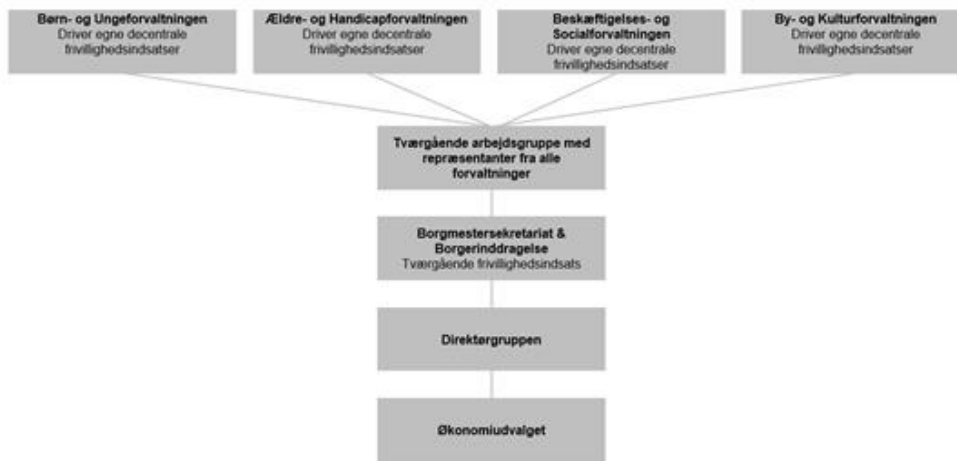 Børn- og Ungeforvaltningen
Driver egne decentrale
frivillighedsindsatser
Ældre- og Handicapforvaltningen
Driver egne decentrale
frivillighedsindsatser
Beskæftigelses- og
Socialforvaltningen
Driver egne decentrale
frivillighedsindsatser
By- og Kulturforvaltningen
Driver egne decentrale
frivillighedsindsatser
Tværgående arbejdsgruppe med
repræsentanter fra alle
forvaltninger
Borgmestersekretariat &
Borgerinddragelse
Tværgående frivillighedsindsats
Direktørgruppen
Økonomiudvalget